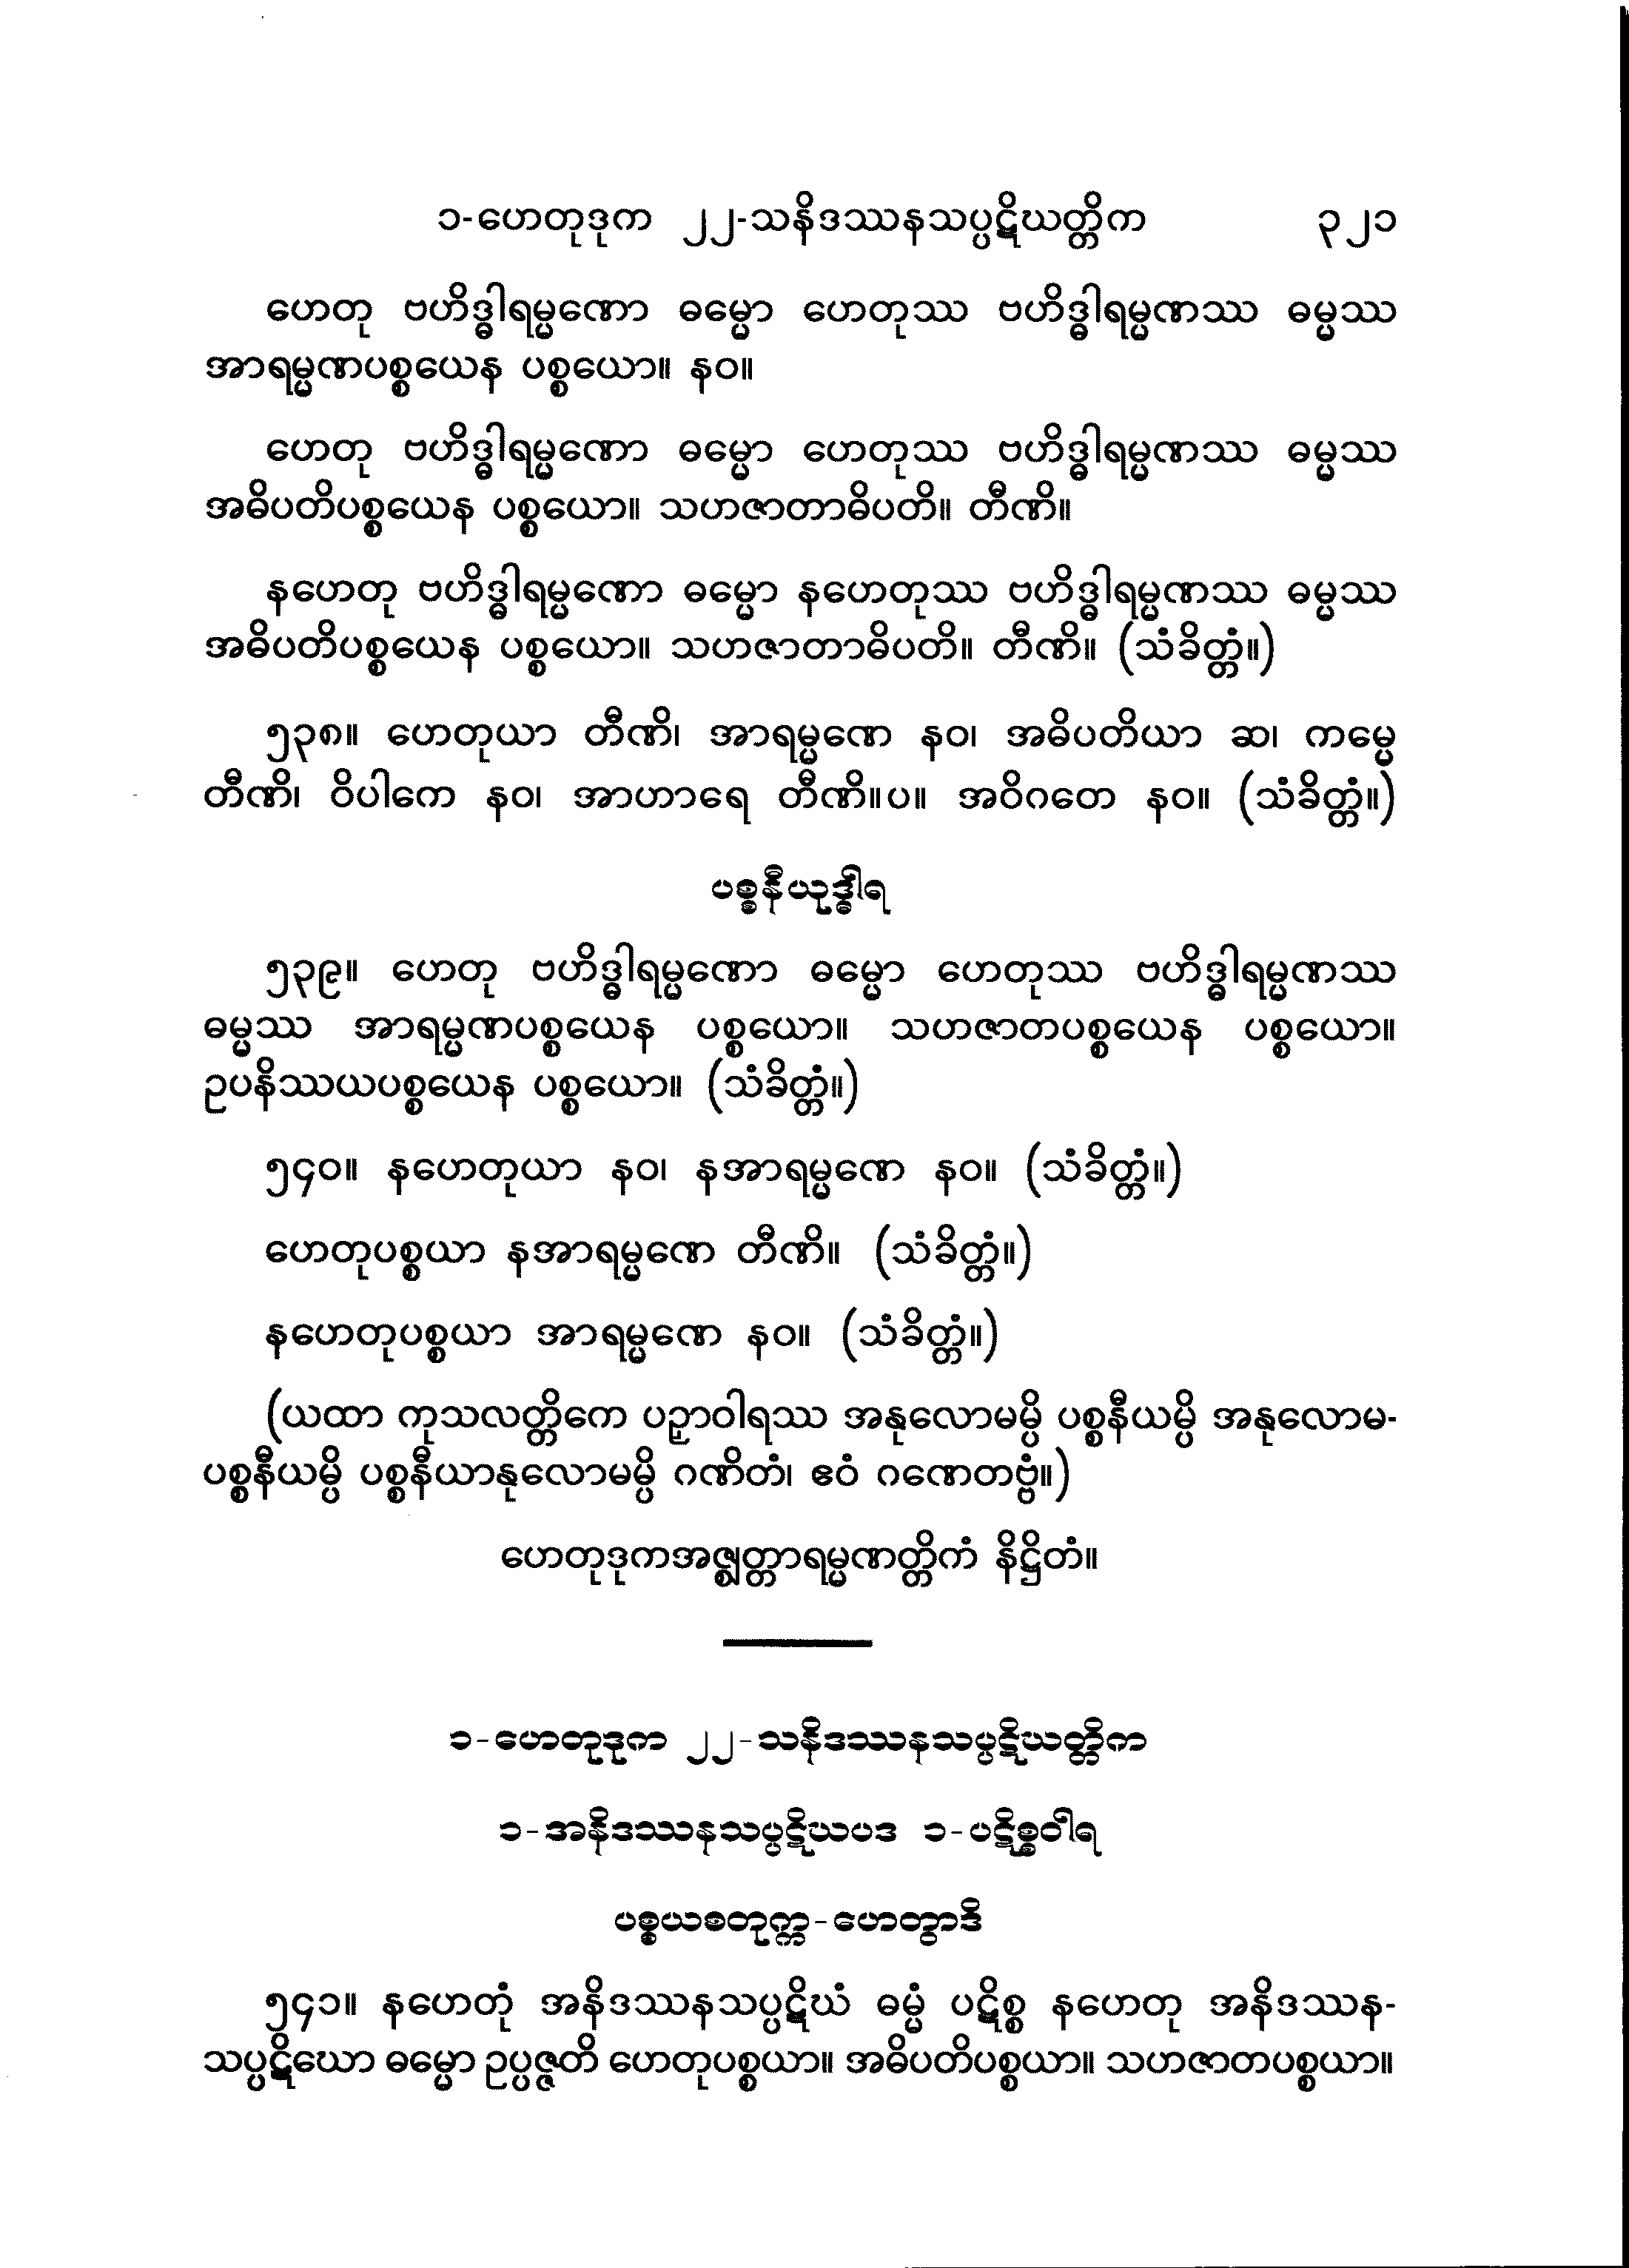 ၁-ဟေတုဒုက ၂၂-သနိဒဿနသပ္ပဋိဃတ္တိက ၃၂၁
ဟေတု ဗဟိဒ္ဓါရမ္မဏော ဓမ္မော ဟေတုဿ ဗဟိဒ္ဓါရမ္မဏဿ ဓမ္မဿ
အာရမ္မဏပစ္စယေန ပစ္စယော။ နဝ။
ဟေတု ဗဟိဒ္ဓါရမ္မဏော ဓမ္မော ဟေတုဿ ဗဟိဒ္ဓါရမ္မဏဿ ဓမ္မဿ
အဓိပတိပစ္စယေန ပစ္စယော။ သဟဇာတာဓိပတိ။ တီဏိ။
နဟေတု ဗဟိဒ္ဓါရမ္မဏော ဓမ္မော နဟေတုဿ ဗဟိဒ္ဓါရမ္မဏဿ ဓမ္မဿ
အဓိပတိပစ္စယေန ပစ္စယော။ သဟဇာတာဓိပတိ။ တီဏိ။ (သံခိတ္တံ။)
၅၃၈။ ဟေတုယာ တီဏိ၊ အာရမ္မဏေ နဝ၊ အဓိပတိယာ ဆ၊ ကမ္မေ
တီဏိ၊ ဝိပါကေ နဝ၊ အာဟာရေ တီဏိ။ပ။ အဝိဂတေ နဝ။ (သံခိတ္တံ။)
ပစ္စနီယုဒ္ဓါရ
၅၃၉။ ဟေတု ဗဟိဒ္ဓါရမ္မဏော ဓမ္မော ဟေတုဿ ဗဟိဒ္ဓါရမ္မဏဿ
ဓမ္မဿ အာရမ္မဏပစ္စယေန ပစ္စယော။ သဟဇာတပစ္စယေန ပစ္စယော။
ဥပနိဿယပစ္စယေန ပစ္စယော။ (သံခိတ္တံ။)
၅၄၀။ နဟေတုယာ နဝ၊ နအာရမ္မဏေ နဝ။ (သံခိတ္တံ။)
ဟေတုပစ္စယာ နအာရမ္မဏေ တီဏိ။ (သံခိတ္တံ။)
နဟေတုပစ္စယာ အာရမ္မဏေ နဝ။ (သံခိတ္တံ။)
(ယထာ ကုသလတ္တိကေ ပဉှာဝါရဿ အနုလောမမ္ပိ ပစ္စနီယမ္ပိ အနုလောမ-
ပစ္စနီယမ္ပိ ပစ္စနီယာနုလောမမ္ပိ ဂဏိတံ၊ ဧဝံ ဂဏေတဗ္ဗံ။)
ဟေတုဒုကအဇ္ဈတ္တာရမ္မဏတ္တိကံ နိဋ္ဌိတံ။
၁-ဟေတုဒုက ၂၂-သနိဒဿနသပ္ပဋိဃတ္တိက
၁-အနိဒဿနသပ္ပဋိဃပဒ ၁-ပဋိစ္စဝါရ
ပစ္စယစတုက္က-ဟေတွာဒိ
၅၄၁။ နဟေတုံ အနိဒဿနသပ္ပဋိဃံ ဓမ္မံ ပဋိစ္စ နဟေတု အနိဒဿန-
သပ္ပဋိဃော ဓမ္မော ဥပ္ပဇ္ဇတိ ဟေတုပစ္စယာ။ အဓိပတိပစ္စယာ။ သဟဇာတပစ္စယာ။